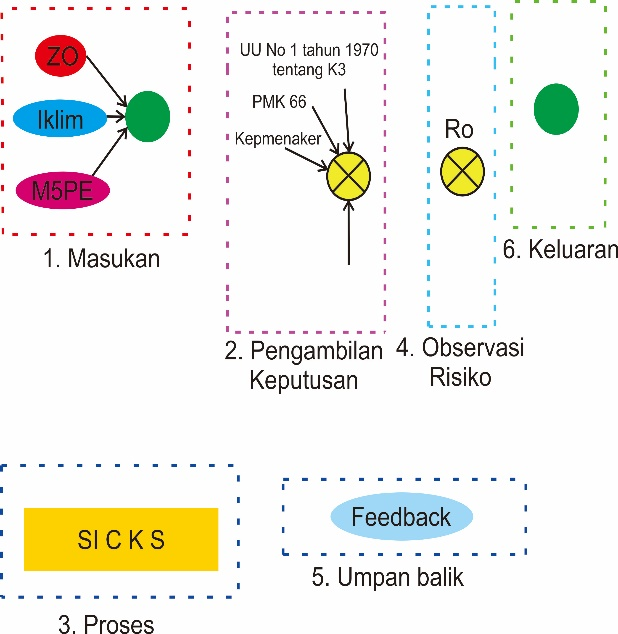 ZO
Iklim
M5PE
1. Masukan
UU No 1 tahun 1970
tentang K3
PMK 66
Kepmenaker
2. Pengambilan
Keputusan
Ro
4. Observasi
Risiko
6. Keluaran
SI C K S
3. Proses
Feedback
5. Umpan balik